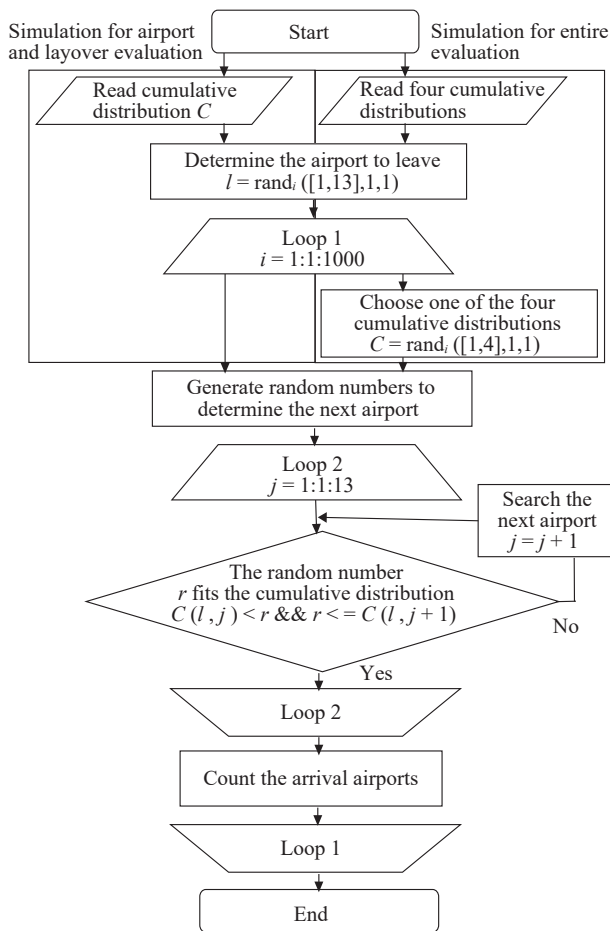 Simulation for airport
and layover evaluation
Start
Simulation for entire
evaluation
Read cumulative
distribution C
Read four cumulative
distributions
Determine the airport to leave
l = randᵢ ([1,13],1,1)
Loop 1
i = 1:1:1000
Choose one of the four
cumulative distributions
C = randᵢ ([1,4],1,1)
Generate random numbers to
determine the next airport
Loop 2
j = 1:1:13
Search the
next airport
j = j + 1
The random number
r fits the cumulative distribution
C (l , j ) < r && r < = C (l , j + 1)
No
Yes
Loop 2
Count the arrival airports
Loop 1
End